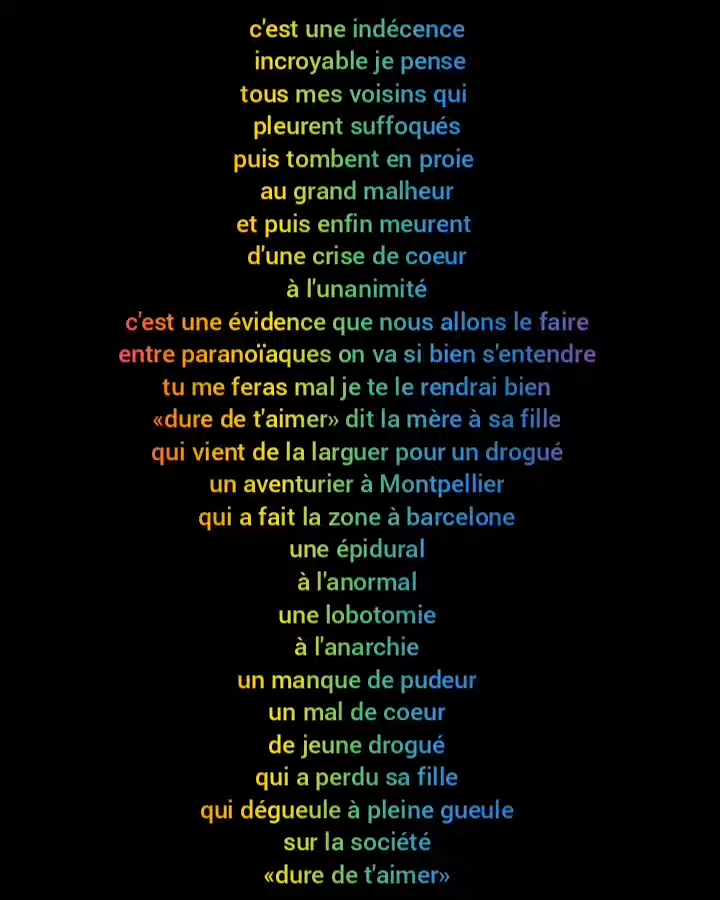 c'est une indécence
incroyable je pense
tous mes voisins qui
pleurent suffoqués
puis tombent en proie
au grand malheur
et puis enfin meurent
d'une crise de coeur
à l'unanimité
c'est une évidence que nous allons le faire
entre paranoïaques on va si bien s'entendre
tu me feras mal je te le rendrai bien
«dure de t'aimer» dit la mère à sa fille
qui vient de la larguer pour un drogué
un aventurier à Montpellier
qui a fait la zone à barcelone
une épidural
à l'anormal
une lobotomie
à l'anarchie
un manque de pudeur
un mal de coeur
de jeune drogué
qui a perdu sa fille
qui dégueule à pleine gueule
sur la société
«dure de t'aimer»